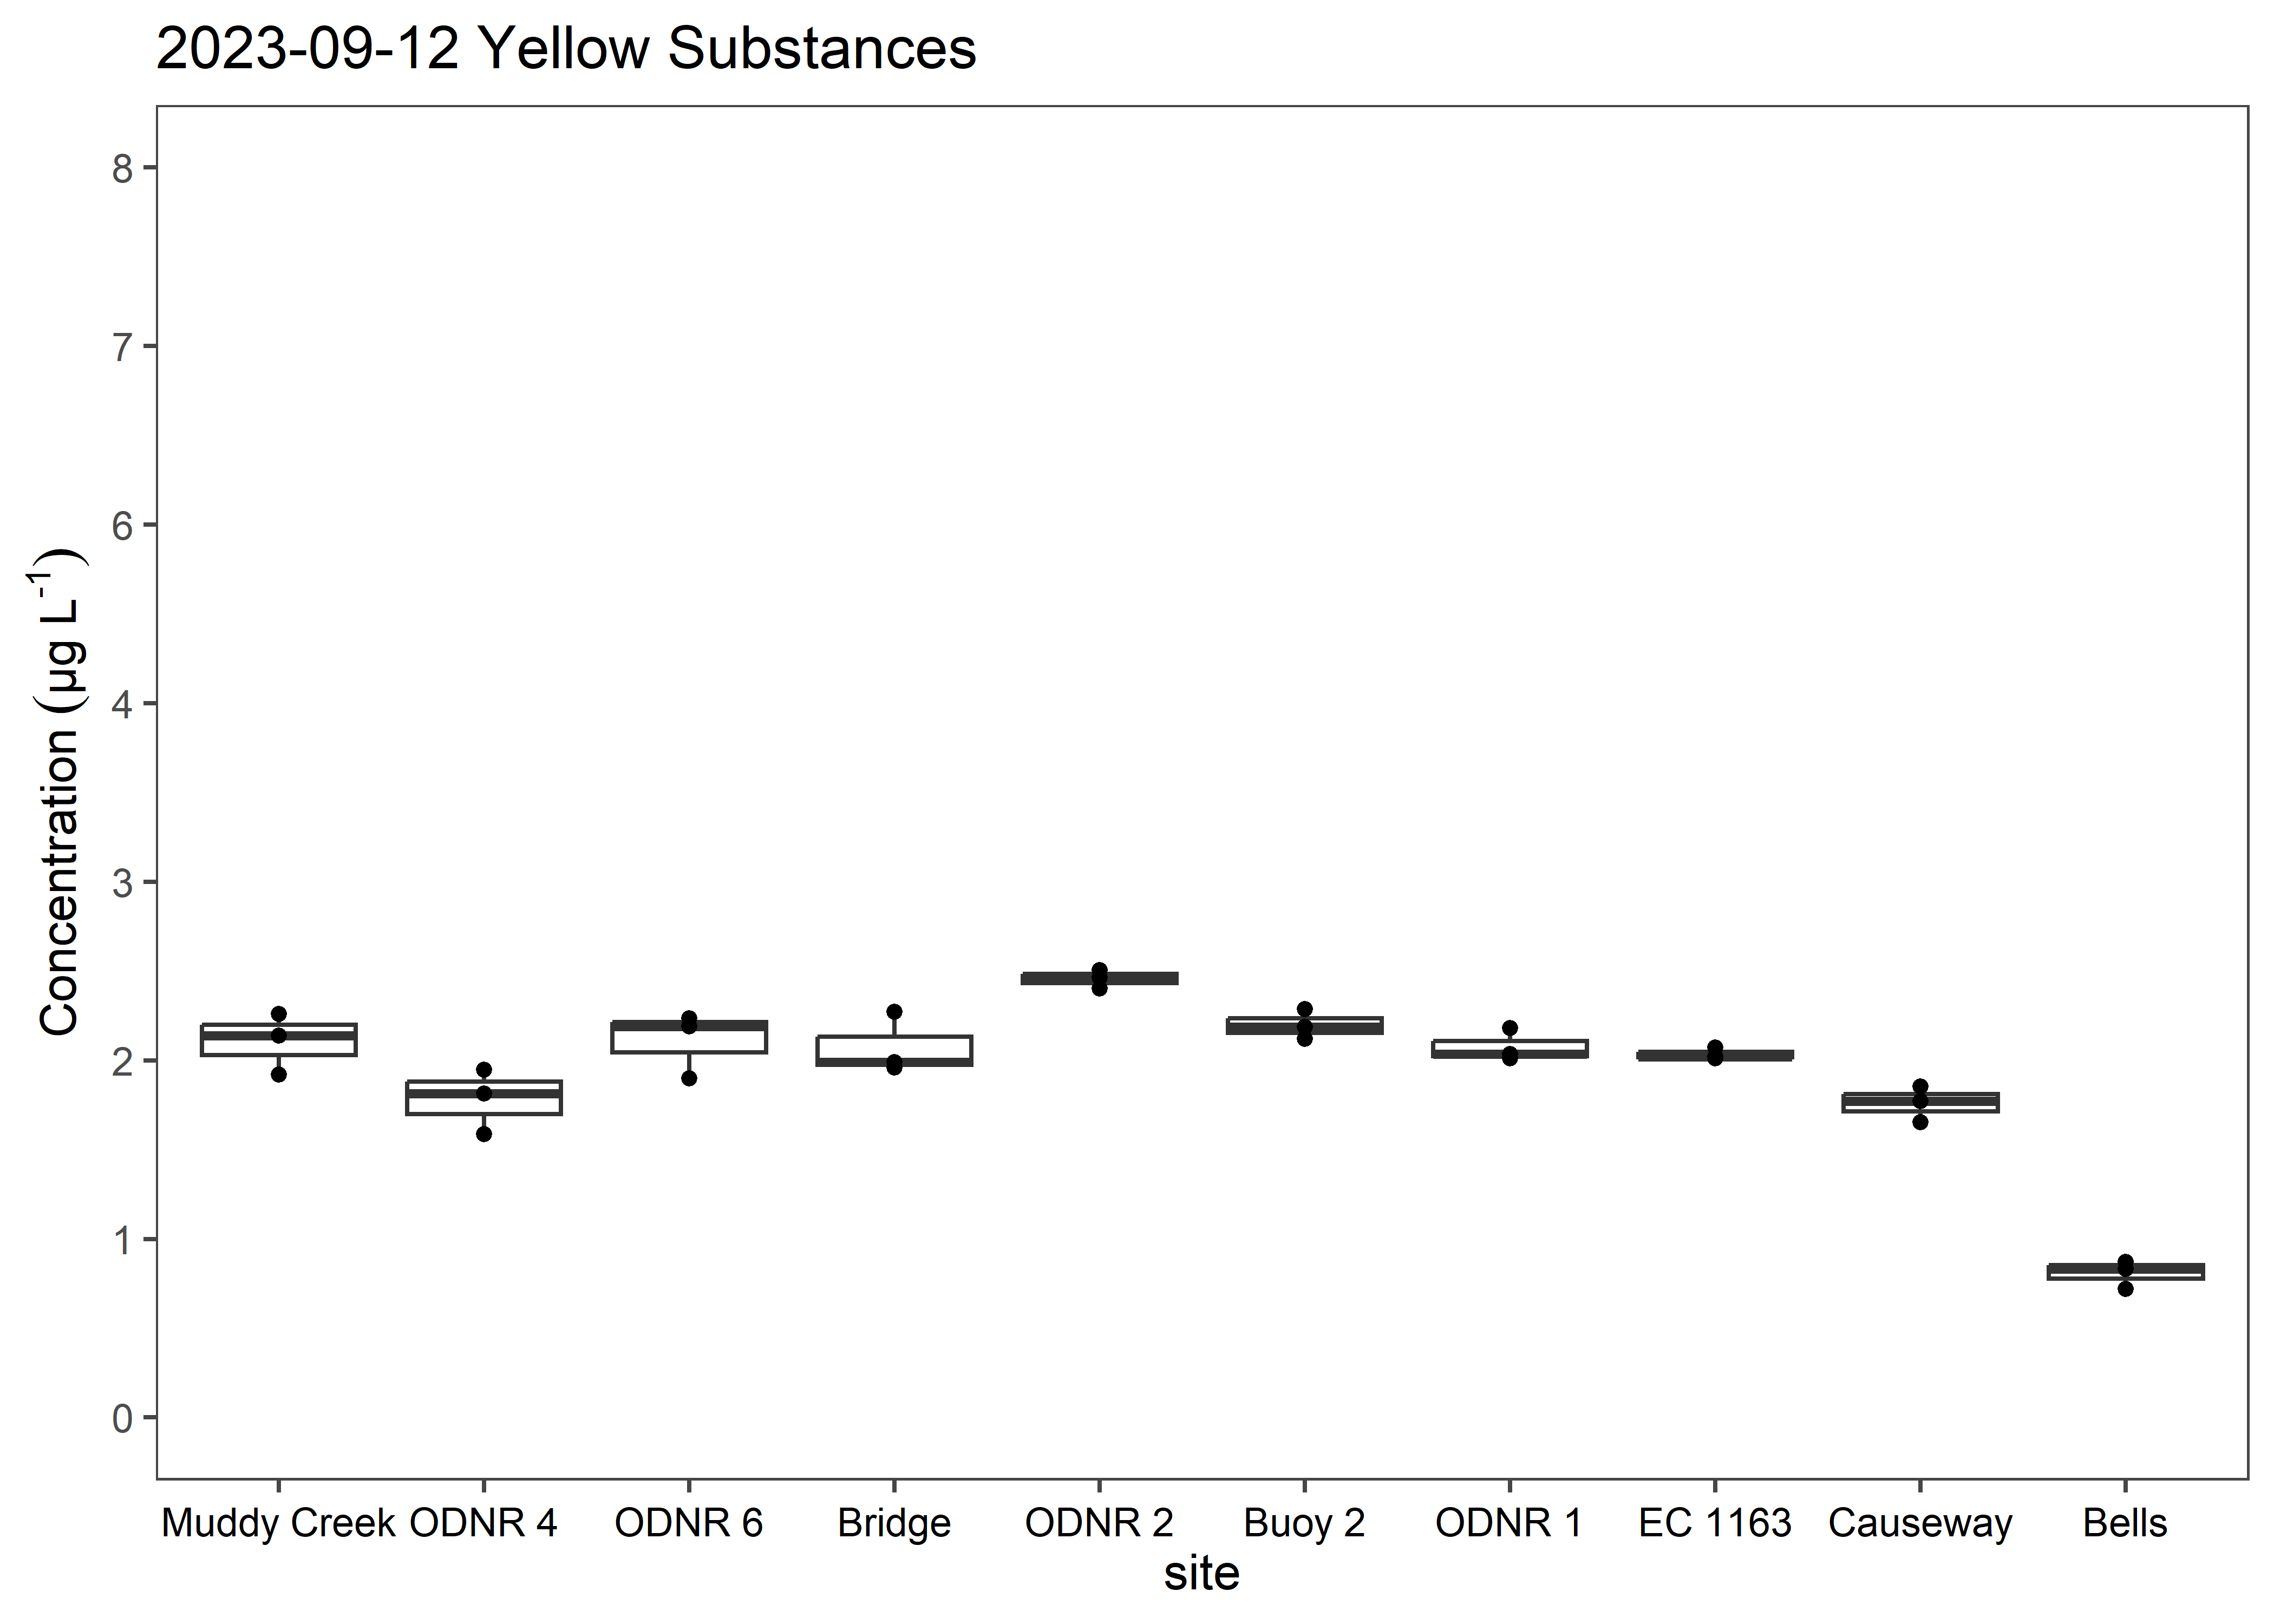 2023-09-12 Yellow Substances
Concentration (µg L⁻¹)
8
7
6
4
3
2
1
0
Muddy Creek ODNR 4 ODNR 6 Bridge ODNR 2 Buoy 2 ODNR 1 EC 1163 Causeway Bells
site